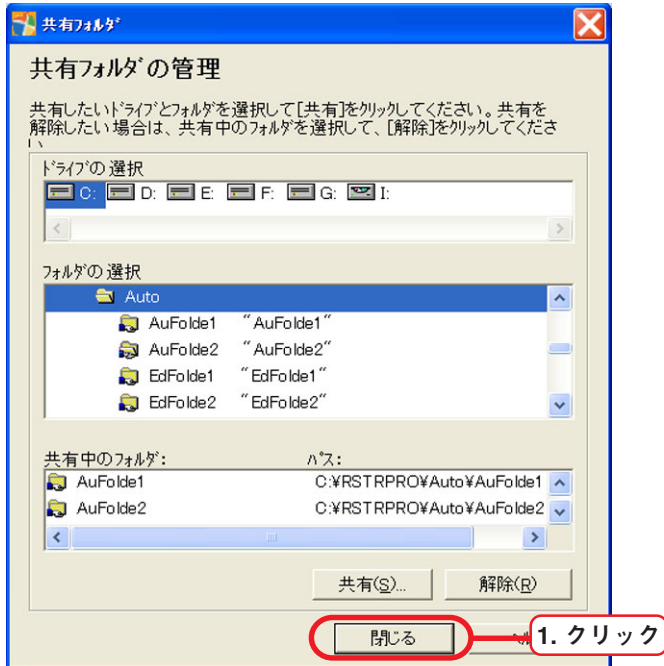 共有フォルダ
共有フォルダの管理
共有したいドライブとフォルダを選択して[共有]をクリックしてください。共有を
解除したい場合は、共有中のフォルダを選択して、[解除]をクリックしてくださ
ドライブの選択
C: D: E: F: G: I:
フォルダの選択
Auto
AuFolde1 "AuFolde1"
AuFolde2 "AuFolde2"
EdFolde1 "EdFolde1"
EdFolde2 "EdFolde2"
共有中のフォルダ: パス:
AuFolde1 C:¥RSTRPRO¥Auto¥AuFolde1
AuFolde2 C:¥RSTRPRO¥Auto¥AuFolde2
共有(S)... 解除(R)
閉じる 1. クリック